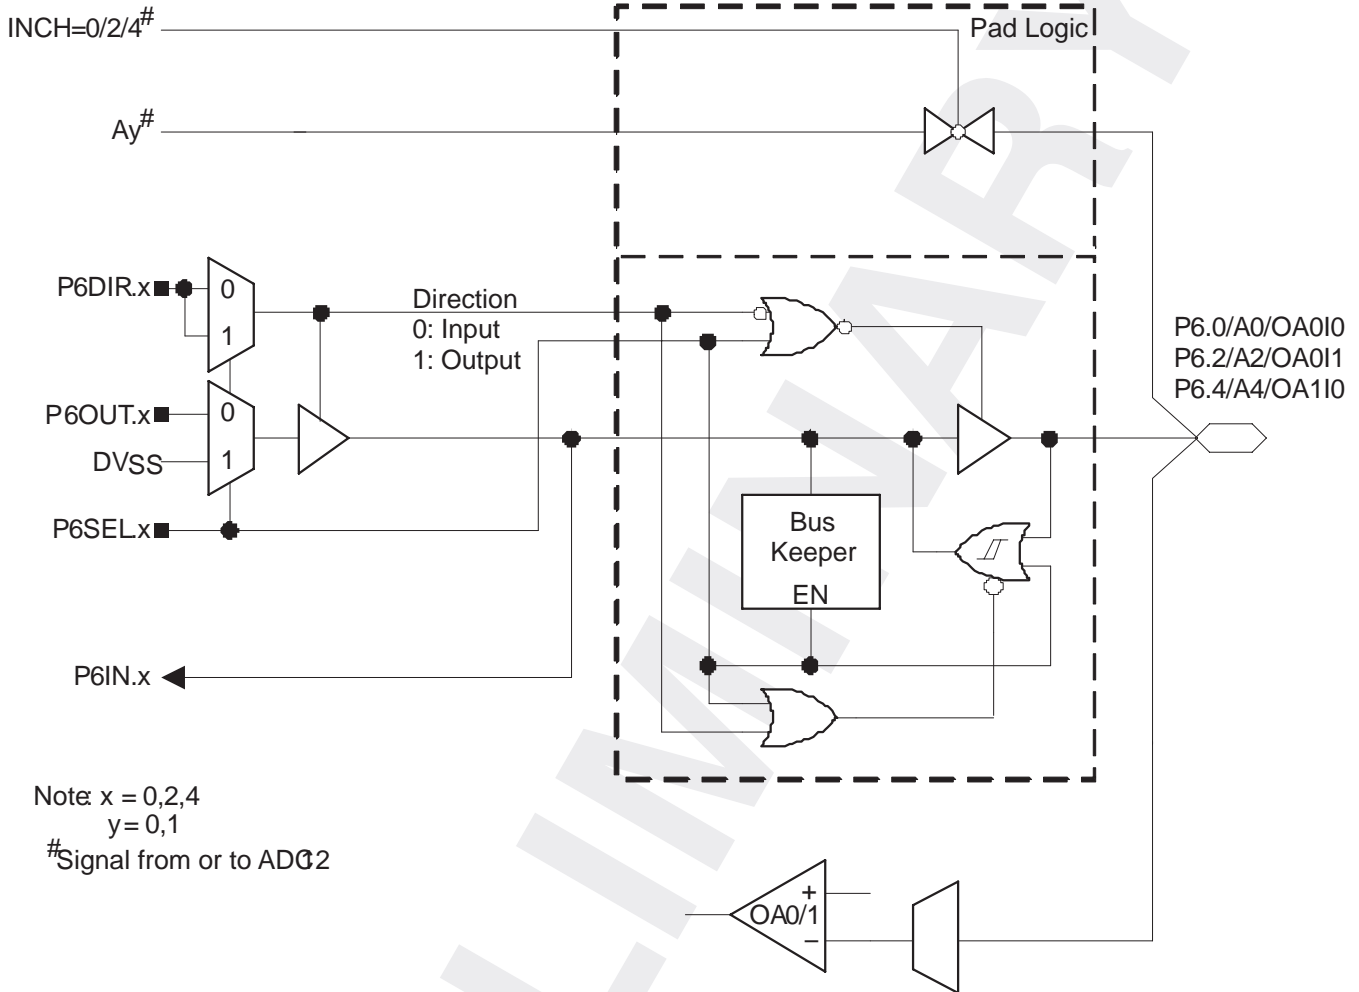 INCH=0/2/4#
Pad Logic
Ay#
P6DIR.x
0
1
Direction
0: Input
1: Output
P6.0/A0/OA0I0
P6.2/A2/OA0I1
P6.4/A4/OA1I0
P6OUT.x
0
DVSS
1
P6SEL.x
Bus
Keeper
EN
P6IN.x
Note: x = 0,2,4
y = 0,1
#Signal from or to ADC12
+
OA0/1
−
LIMINARY